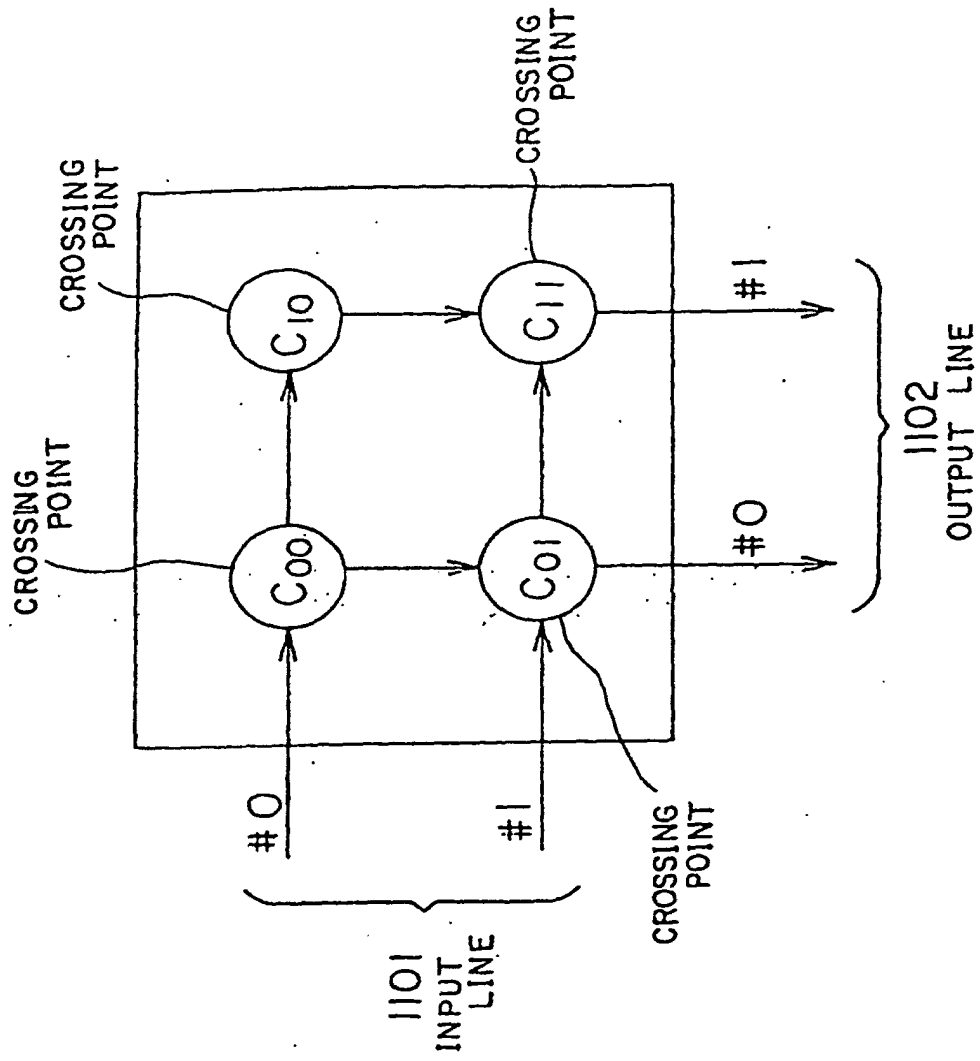 CROSSING
POINT
CROSSING
POINT
CROSSING
POINT
C00
C10
C01
C11
#0
#1
1101
INPUT
LINE
CROSSING
POINT
#0
#1
1102
OUTPUT LINE